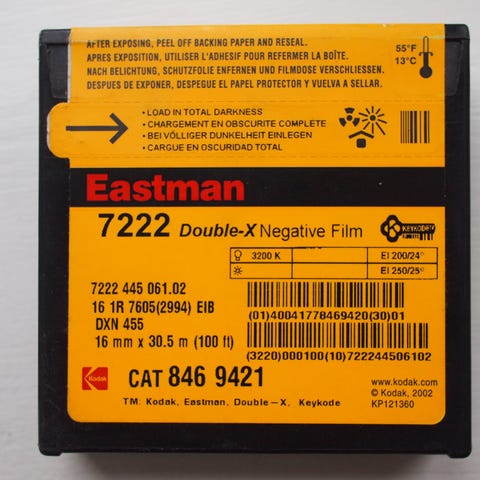 AFTER EXPOSING, PEEL OFF BACKING PAPER AND RESEAL.
APRES EXPOSITION, UTILISER L'ADHESIF POUR REFERMER LA BOÎTE.
NACH BELICHTUNG, SCHUTZFOLIE ENFERNEN UND FILMDOSE VERSCHLIESSEN.
DESPUES DE EXPONER, DESPEGUE EL PAPEL PROTECTOR Y VUELVA A SELLAR.
55°F
13°C
• LOAD IN TOTAL DARKNESS
• CHARGEMENT EN OBSCURITE COMPLETE
• BEI VÖLLIGER DUNKELHEIT EINLEGEN
• CARGUE EN OSCURIDAD TOTAL
Eastman
7222 Double-X Negative Film
KEYKODE
3200 K EI 200/24°
EI 250/25°
7222 445 061.02
16 1R 7605(2994) EIB
DXN 455
16 mm x 30.5 m (100 ft)
(01)40041778469420(30)01
(3220)000100(10)722244506102
Kodak
CAT 846 9421
www.kodak.com
© Kodak, 2002
KP121360
TM: Kodak, Eastman, Double-X, Keykode